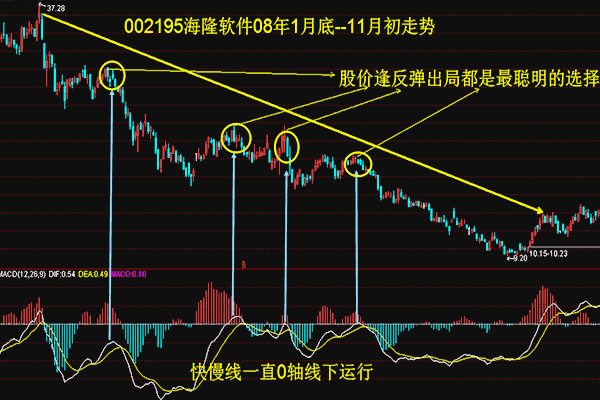 37.28
002195海隆软件08年1月底--11月初走势
股价逢反弹出局都是最聪明的选择
10.15-10.23
9.20
MACD(12,26,9) DIF:0.54 DEA:0.49 MACD:0.10
快慢线一直0轴线下运行